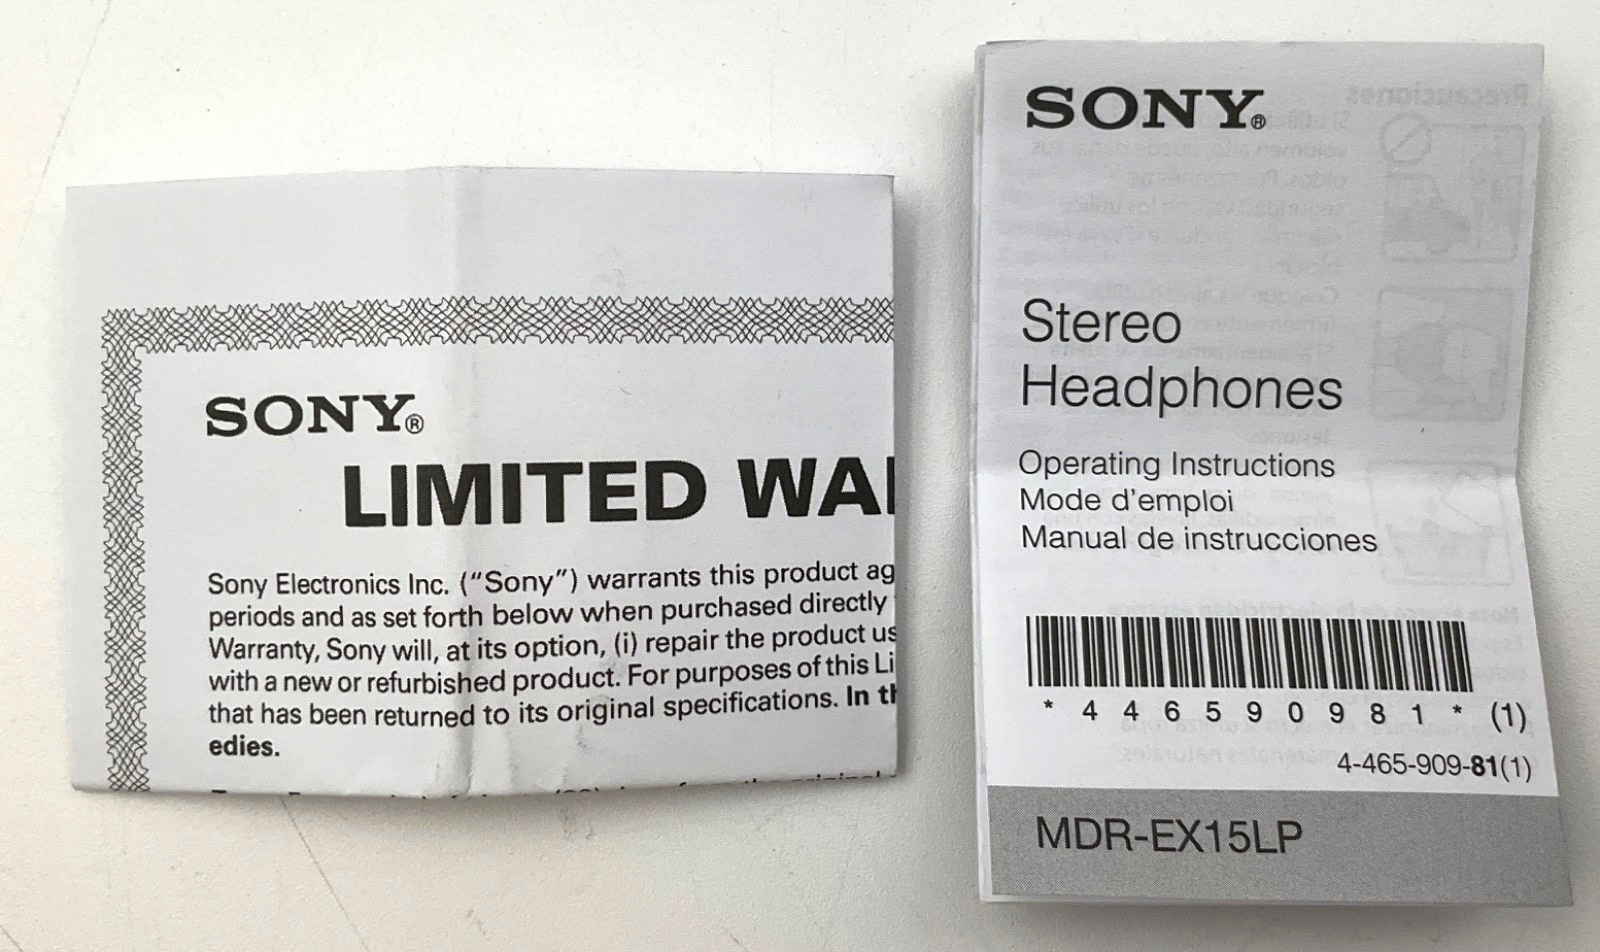 SONY®
LIMITED WA
Sony Electronics Inc. (“Sony”) warrants this product ag
periods and as set forth below when purchased directly
Warranty, Sony will, at its option, (i) repair the product us
with a new or refurbished product. For purposes of this Li
that has been returned to its original specifications. In th
edies.
SONY®
Stereo
Headphones
Operating Instructions
Mode d’emploi
Manual de instrucciones
* 4 4 6 5 9 0 9 8 1 * (1)
4-465-909-81(1)
MDR-EX15LP